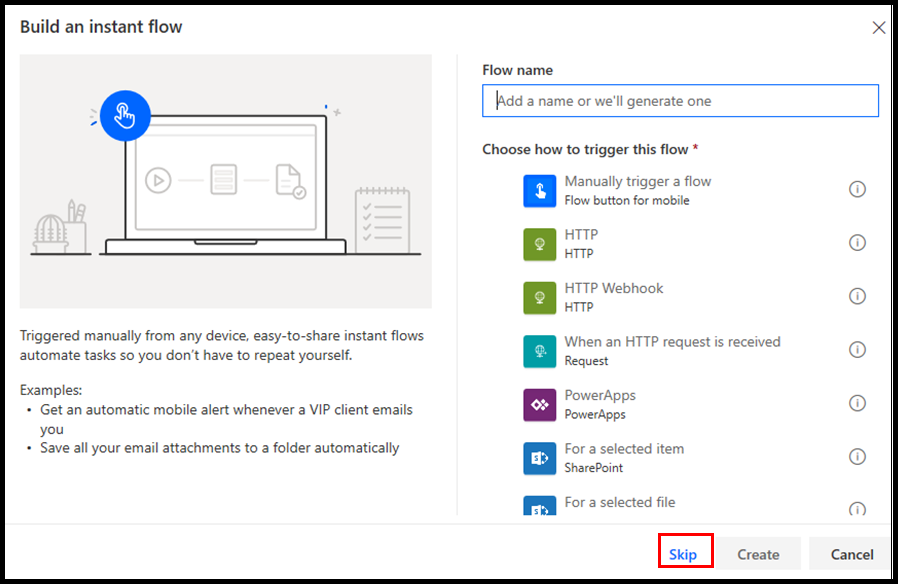 Build an instant flow
Triggered manually from any device, easy-to-share instant flows
automate tasks so you don't have to repeat yourself.
Examples:
• Get an automatic mobile alert whenever a VIP client emails
you
• Save all your email attachments to a folder automatically
Flow name
Add a name or we'll generate one
Choose how to trigger this flow *
Manually trigger a flow
Flow button for mobile
HTTP
HTTP
HTTP Webhook
HTTP
When an HTTP request is received
Request
PowerApps
PowerApps
For a selected item
SharePoint
For a selected file
Skip
Create
Cancel